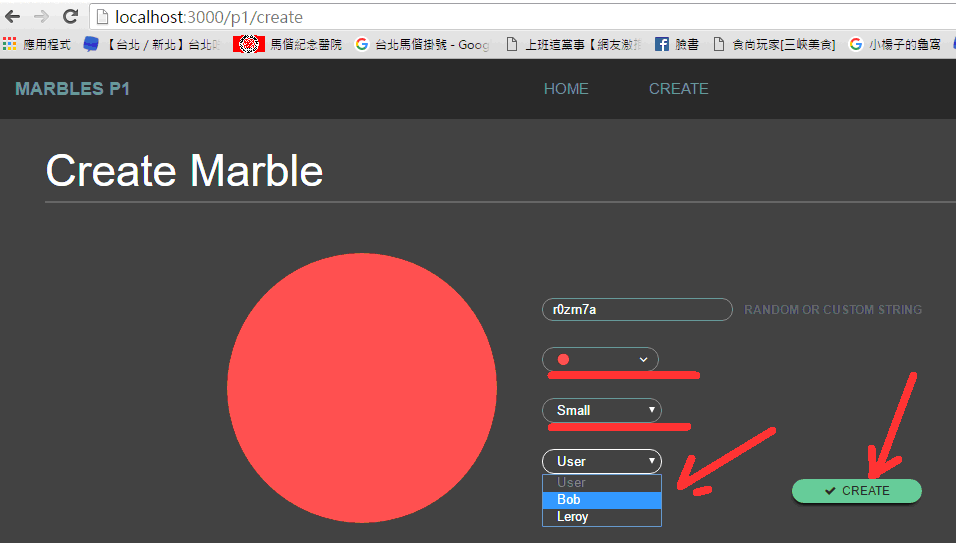 localhost:3000/p1/create
應用程式 【台北 / 新北】台北 馬偕紀念醫院 台北馬偕掛號 - Goog 上班這黨事【網友激 臉書 食尚玩家[三峽美食] 小楊子的龜窩
MARBLES P1 HOME CREATE
Create Marble
r0zm7a RANDOM OR CUSTOM STRING
Small
User
User
Bob CREATE
Leroy